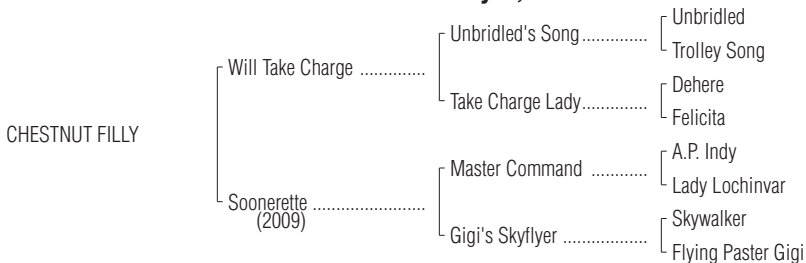 Unbridled
Unbridled's Song..............
Trolley Song
Will Take Charge ..............
Dehere
Take Charge Lady..............
Felicita
CHESTNUT FILLY
A.P. Indy
Master Command ............
Lady Lochinvar
Soonerette ........................
(2009)
Skywalker
Gigi's Skyflyer ..................
Flying Paster Gigi